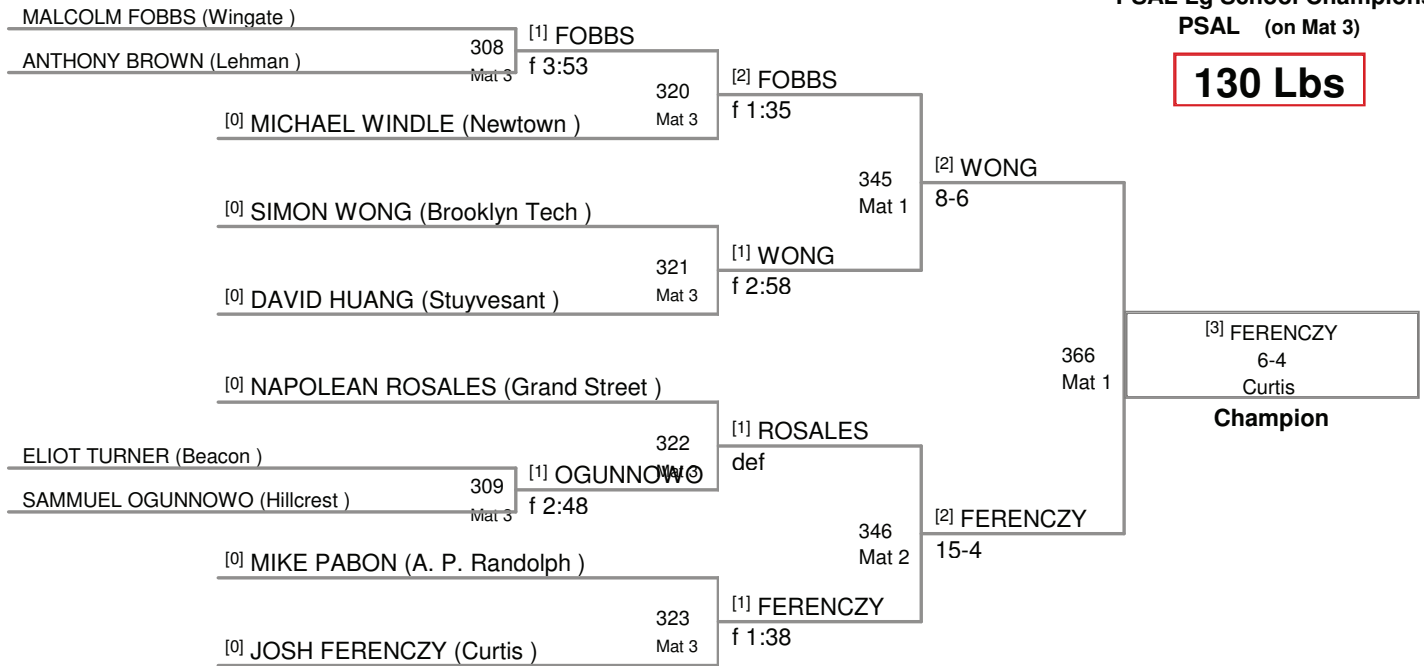 PSAL Lg School Champions
PSAL (on Mat 3)
130 Lbs
MALCOLM FOBBS (Wingate )
ANTHONY BROWN (Lehman )
308
Mat 3
[1] FOBBS
f 3:53
[0] MICHAEL WINDLE (Newtown )
320
Mat 3
[2] FOBBS
f 1:35
[0] SIMON WONG (Brooklyn Tech )
[0] DAVID HUANG (Stuyvesant )
321
Mat 3
[1] WONG
f 2:58
345
Mat 1
[2] WONG
8-6
[0] NAPOLEAN ROSALES (Grand Street )
ELIOT TURNER (Beacon )
SAMMUEL OGUNNOWO (Hillcrest )
309
Mat 3
[1] OGUNNOWO
f 2:48
322
Mat 3
[1] ROSALES
def
[0] MIKE PABON (A. P. Randolph )
[0] JOSH FERENCZY (Curtis )
323
Mat 3
[1] FERENCZY
f 1:38
346
Mat 2
[2] FERENCZY
15-4
366
Mat 1
[3] FERENCZY
6-4
Curtis
Champion